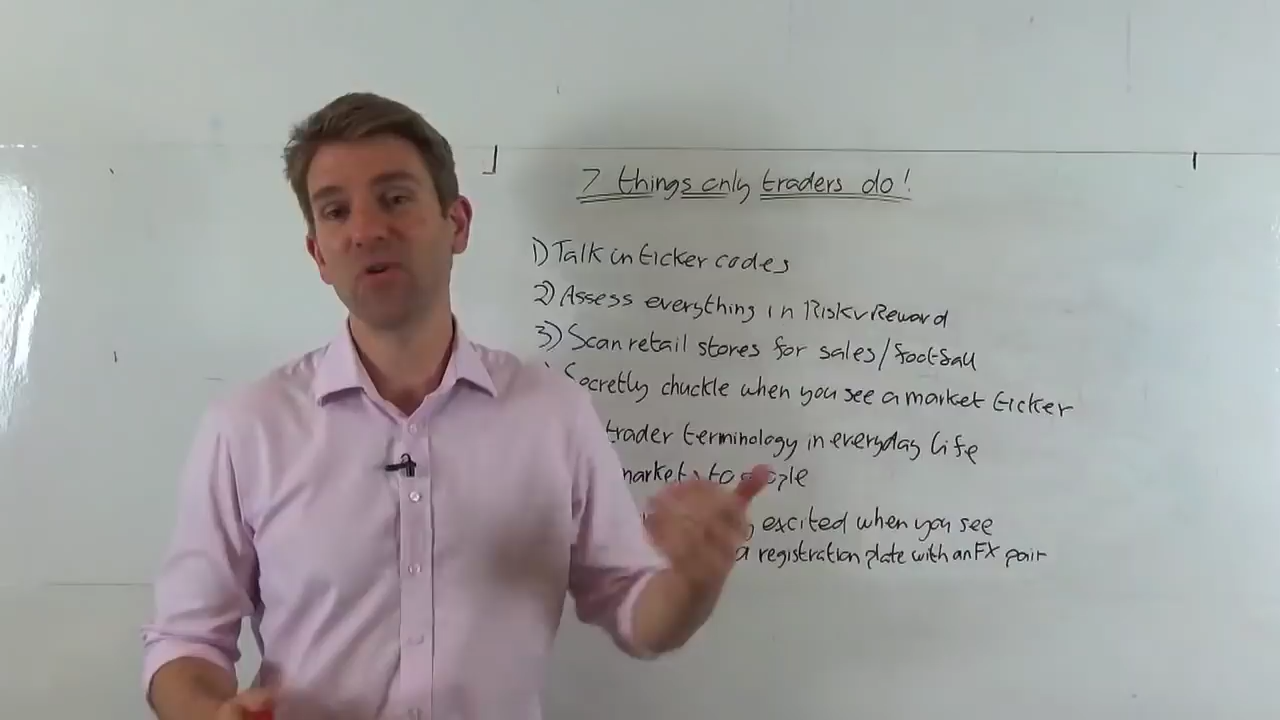 7 things only traders do!
1) Talk in ticker codes
2) Assess everything in Risk v Reward
3) Scan retail stores for sales/footfall
Secretly chuckle when you see a market ticker
trader terminology in everyday life
market to people
excited when you see
a registration plate with an FX pair